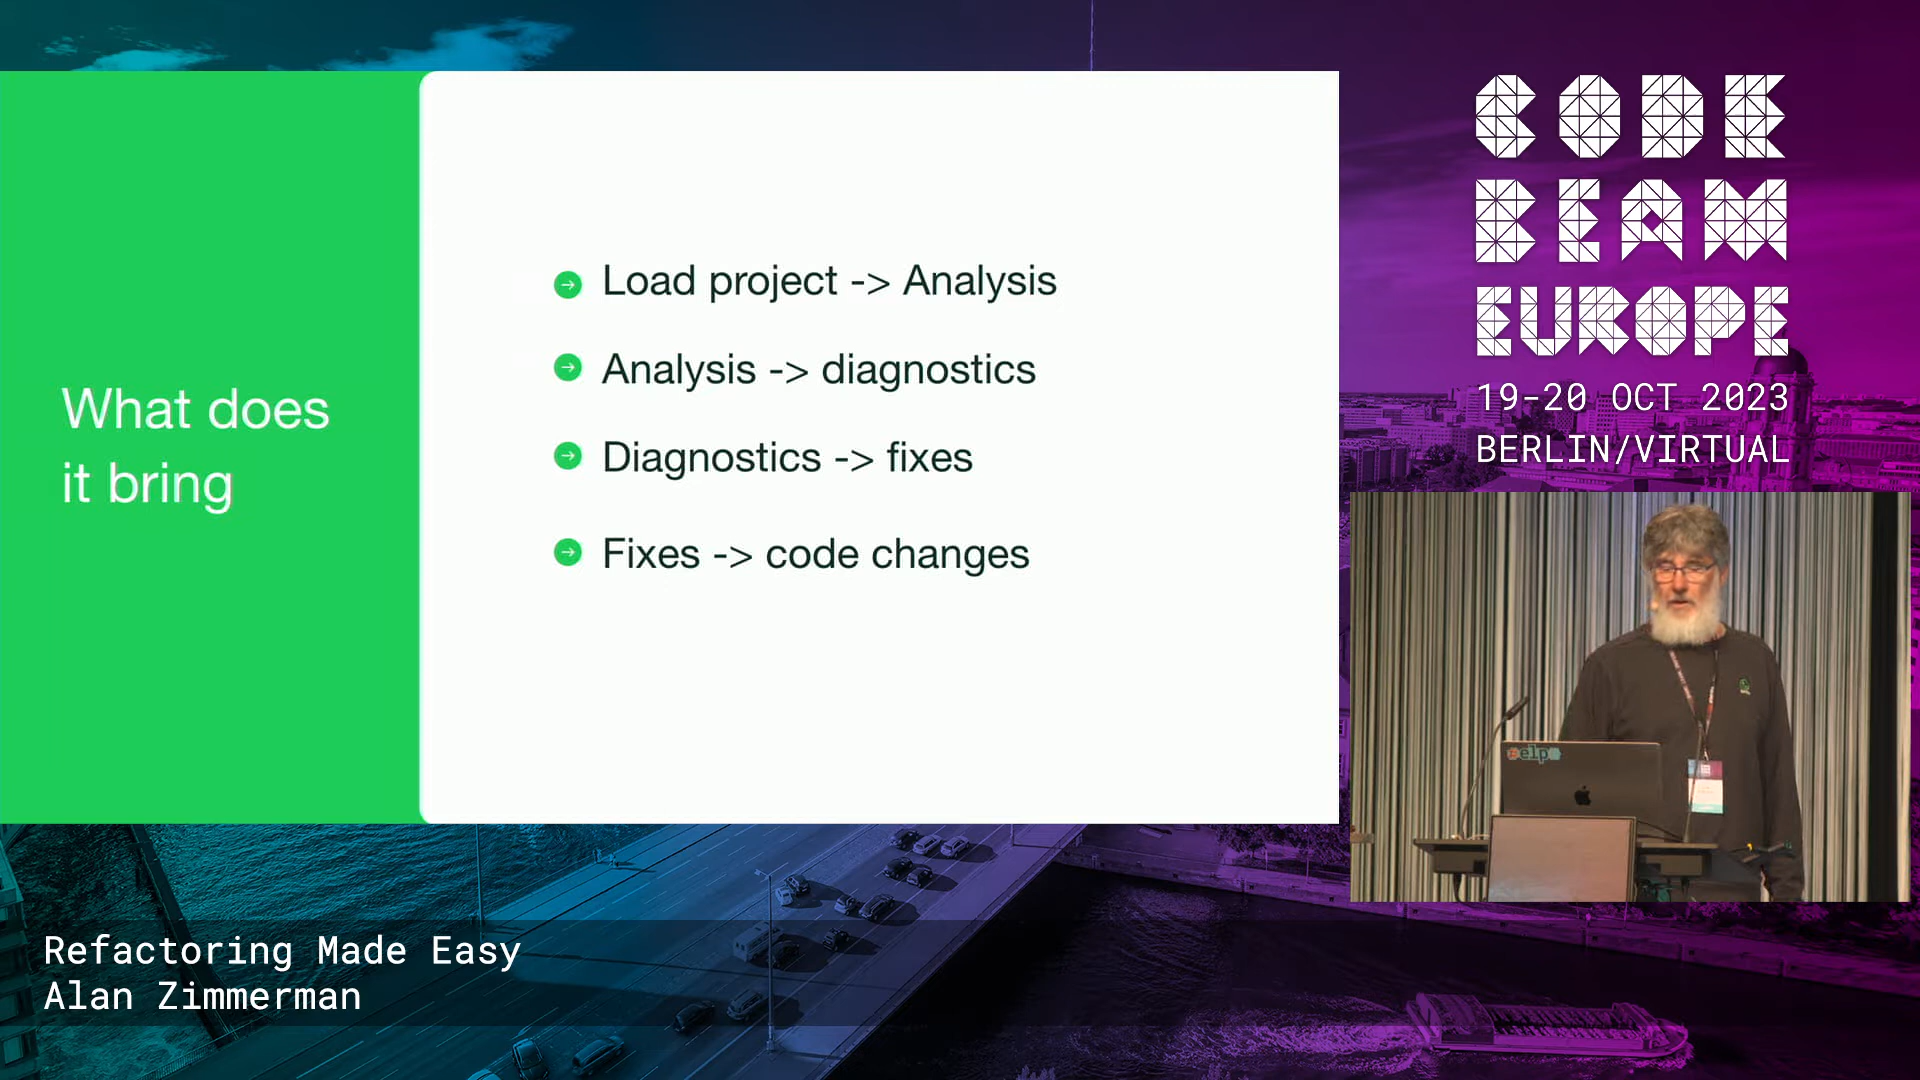 What does
it bring
Load project -> Analysis
Analysis -> diagnostics
Diagnostics -> fixes
Fixes -> code changes
CODE
BEAM
EUROPE
19-20 OCT 2023
BERLIN/VIRTUAL
elp
Refactoring Made Easy
Alan Zimmerman